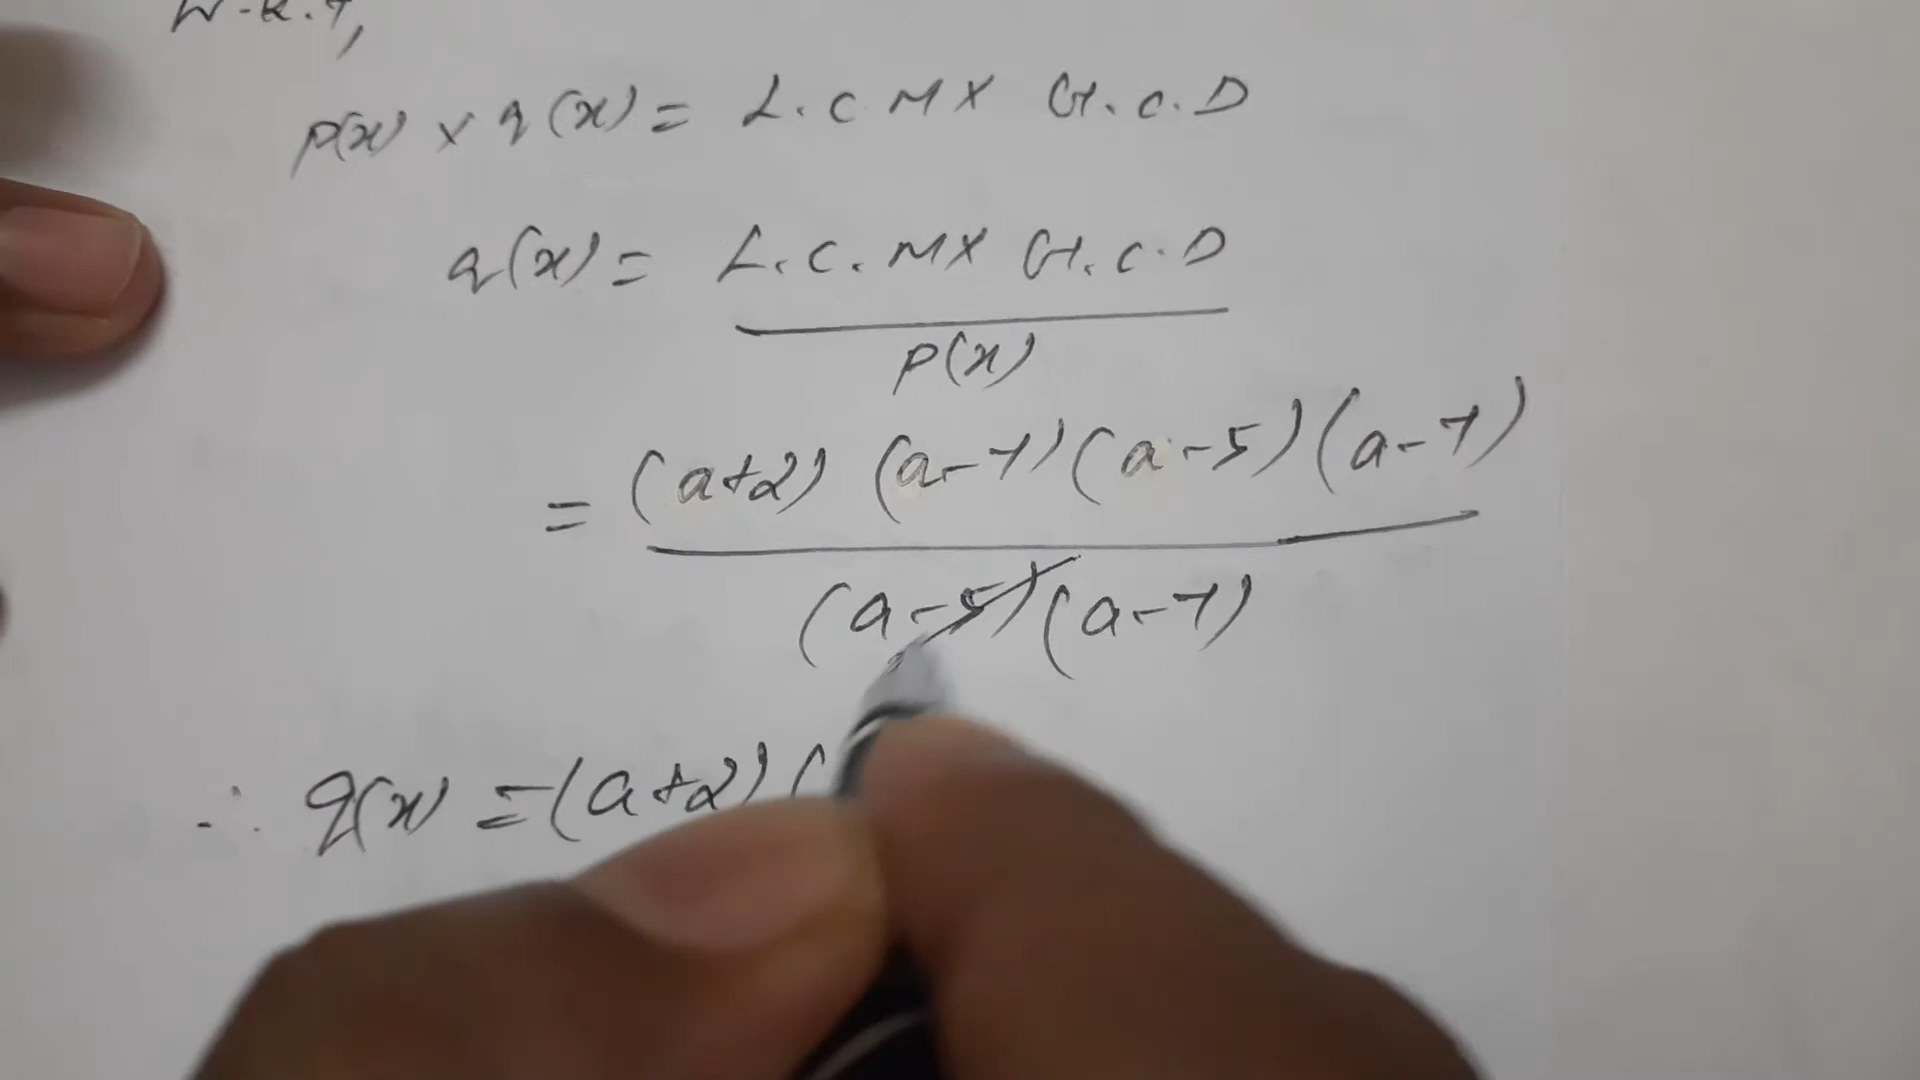 W.K.T,
p(x) x q(x) = L.C.M X G.C.D
q(x) = L.C.M X G.C.D
p(x)
= (a+2) (a-7) (a-5) (a-7)
(a-5) (a-7)
∴ q(x) = (a+2) (